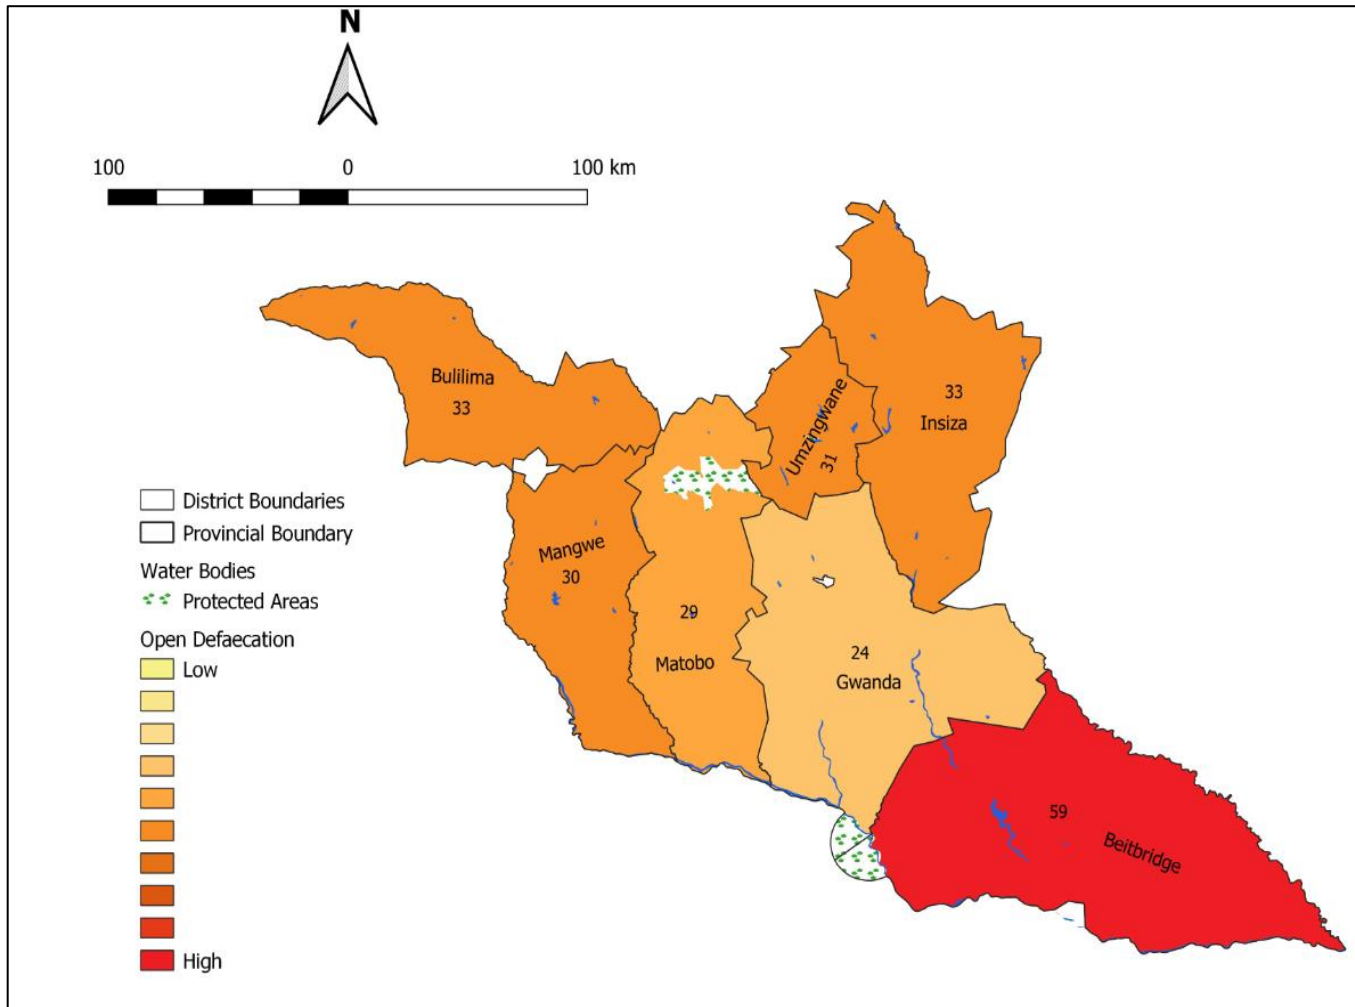 N
100 0 100 km
Bulilima
33
Umzingwane
31
33
Insiza
Mangwe
30
29
Matobo
24
Gwanda
59
Beitbridge
District Boundaries
Provincial Boundary
Water Bodies
Protected Areas
Open Defaecation
Low
High